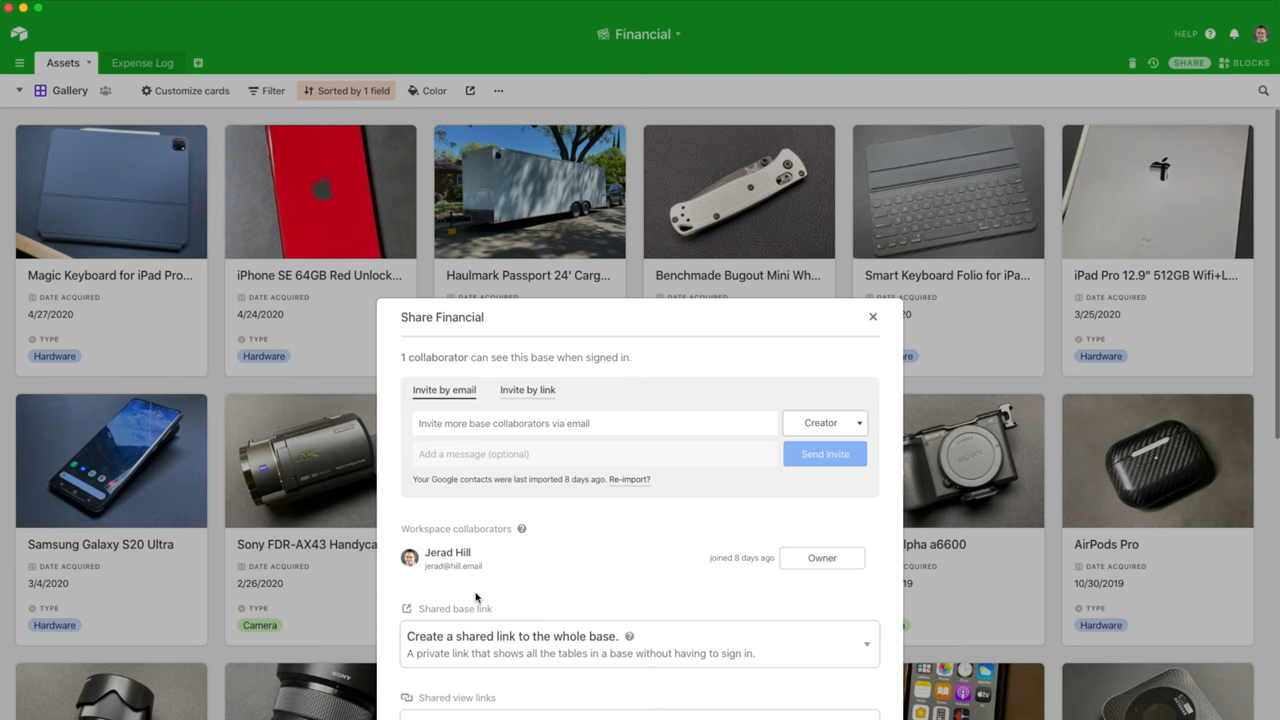 Financial
HELP
Assets
Expense Log
SHARE
BLOCKS
Gallery
Customize cards
Filter
Sorted by 1 field
Color
Magic Keyboard for iPad Pro...
iPhone SE 64GB Red Unlock...
Haulmark Passport 24' Carg...
Benchmade Bugout Mini Wh...
Smart Keyboard Folio for iPa...
iPad Pro 12.9" 512GB Wifi+L...
DATE ACQUIRED
DATE ACQUIRED
DATE ACQUIRED
DATE ACQUIRED
DATE ACQUIRED
DATE ACQUIRED
4/27/2020
4/24/2020
3/25/2020
TYPE
TYPE
TYPE
Hardware
Hardware
Hardware
Share Financial
1 collaborator can see this base when signed in.
Invite by email
Invite by link
Invite more base collaborators via email
Creator
Add a message (optional)
Send invite
Your Google contacts were last imported 8 days ago. Re-import?
Workspace collaborators
Jerad Hill
jerad@hill.email
joined 8 days ago
Owner
Shared base link
Create a shared link to the whole base.
A private link that shows all the tables in a base without having to sign in.
Shared view links
Samsung Galaxy S20 Ultra
Sony FDR-AX43 Handyca
lpha a6600
AirPods Pro
DATE ACQUIRED
DATE ACQUIRED
DATE ACQUIRED
3/4/2020
2/26/2020
19
10/30/2019
TYPE
TYPE
TYPE
Hardware
Camera
Hardware
SONY